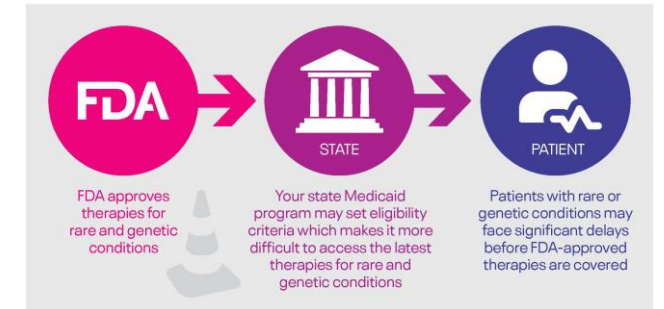 FDA
STATE
PATIENT
FDA approves
therapies for
rare and genetic
conditions
Your state Medicaid
program may set eligibility
criteria which makes it more
difficult to access the latest
therapies for rare and
genetic conditions
Patients with rare or
genetic conditions may
face significant delays
before FDA-approved
therapies are covered